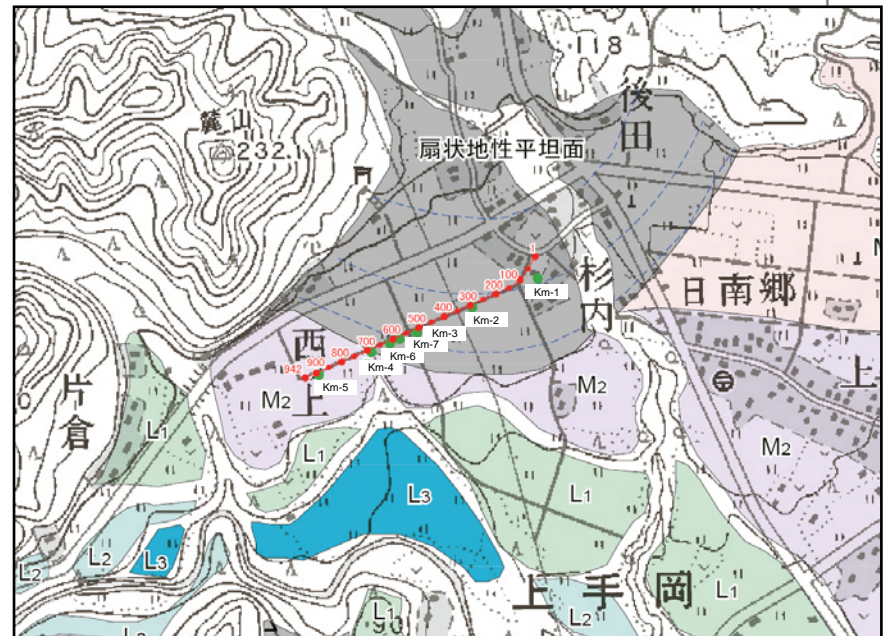 118
後田
麓山
232.1
扇状地性平坦面
1
杉内
100
Km-1
200
日南郷
300
Km-2
400
500
Km-3
西上
600
Km-7
700
Km-6
800
Km-4
942
900
Km-5
上
片倉
M2
M2
L1
L1
L3
L1
L2
L3
L2
上手岡
L1
L2
L1